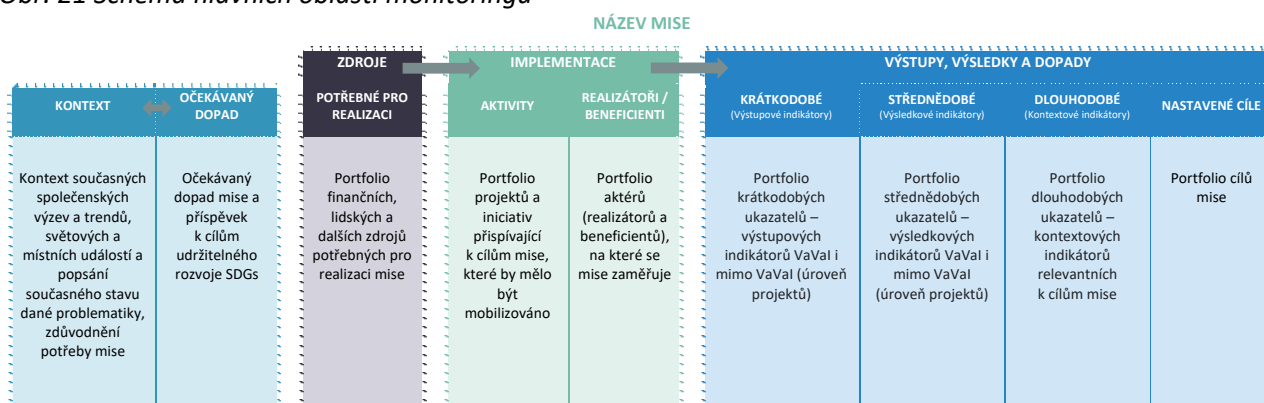 Obr. 21 Schéma hlavních oblastí monitoringu
NÁZEV MISE
KONTEXT
OČEKÁVANÝ
DOPAD
ZDROJE
POTŘEBNÉ PRO
REALIZACI
IMPLEMENTACE
AKTIVITY
REALIZÁTOŘI /
BENEFICIENTI
VÝSTUPY, VÝSLEDKY A DOPADY
KRÁTKODOBÉ
(Výstupové indikátory)
STŘEDNĚDOBÉ
(Výsledkové indikátory)
DLOUHODOBÉ
(Kontextové indikátory)
NASTAVENÉ CÍLE
Kontext současných
společenských
výzev a trendů,
světových a
místních událostí a
popsání
současného stavu
dané problematiky,
zdůvodnění
potřeby mise
Očekávaný
dopad mise a
příspěvek
k cílům
udržitelného
rozvoje SDGs
Portfolio
finančních,
lidských a
dalších zdrojů
potřebných pro
realizaci mise
Portfolio
projektů a
iniciativ
přispívající
k cílům mise,
které by mělo
být
mobilizováno
Portfolio
aktérů
(realizátorů a
beneficientů),
na které se
mise zaměřuje
Portfolio
krátkodobých
ukazatelů –
výstupových
indikátorů VaVaI i
mimo VaVaI (úroveň
projektů)
Portfolio
střednědobých
ukazatelů –
výsledkových
indikátorů VaVaI i
mimo VaVaI
(úroveň projektů)
Portfolio
dlouhodobých
ukazatelů –
kontextových
indikátorů
relevantních
k cílům mise
Portfolio cílů
mise